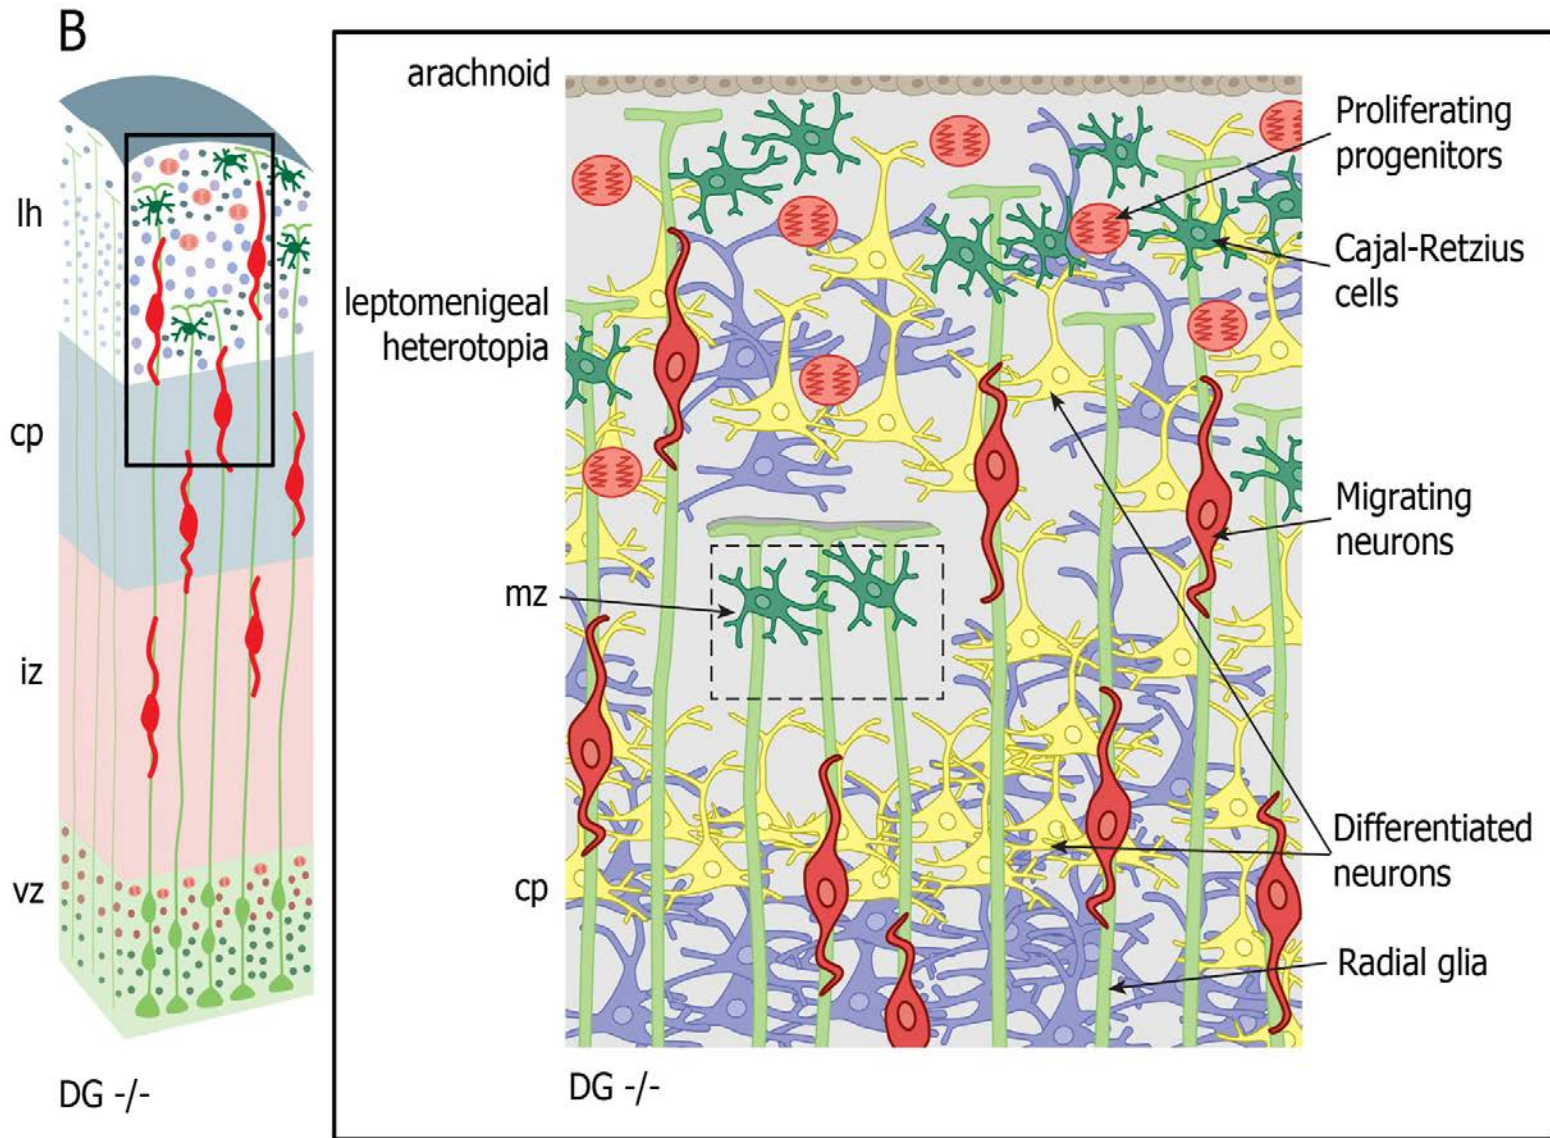 B
lh
cp
iz
vz
DG -/-
arachnoid
leptomenigeal
heterotopia
mz
cp
DG -/-
Proliferating
progenitors
Cajal-Retzius
cells
Migrating
neurons
Differentiated
neurons
Radial glia